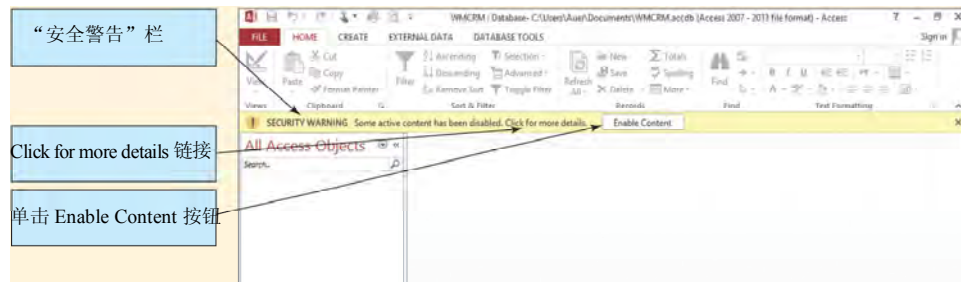 “安全警告”栏
Click for more details 链接
单击 Enable Content 按钮
WMCRM : Database- C:\Users\Auer\Documents\WMCRM.accdb (Access 2007 - 2013 file format) - Access
FILE HOME CREATE EXTERNAL DATA DATABASE TOOLS Sign in
View Paste Cut Copy Format Painter
Filter Ascending Descending Remove Sort Selection Advanced Toggle Filter
Refresh All New Save Delete Totals Spelling More Find
Views Clipboard Sort & Filter Records Find Text Formatting
SECURITY WARNING Some active content has been disabled. Click for more details. Enable Content
All Access Objects
Search...